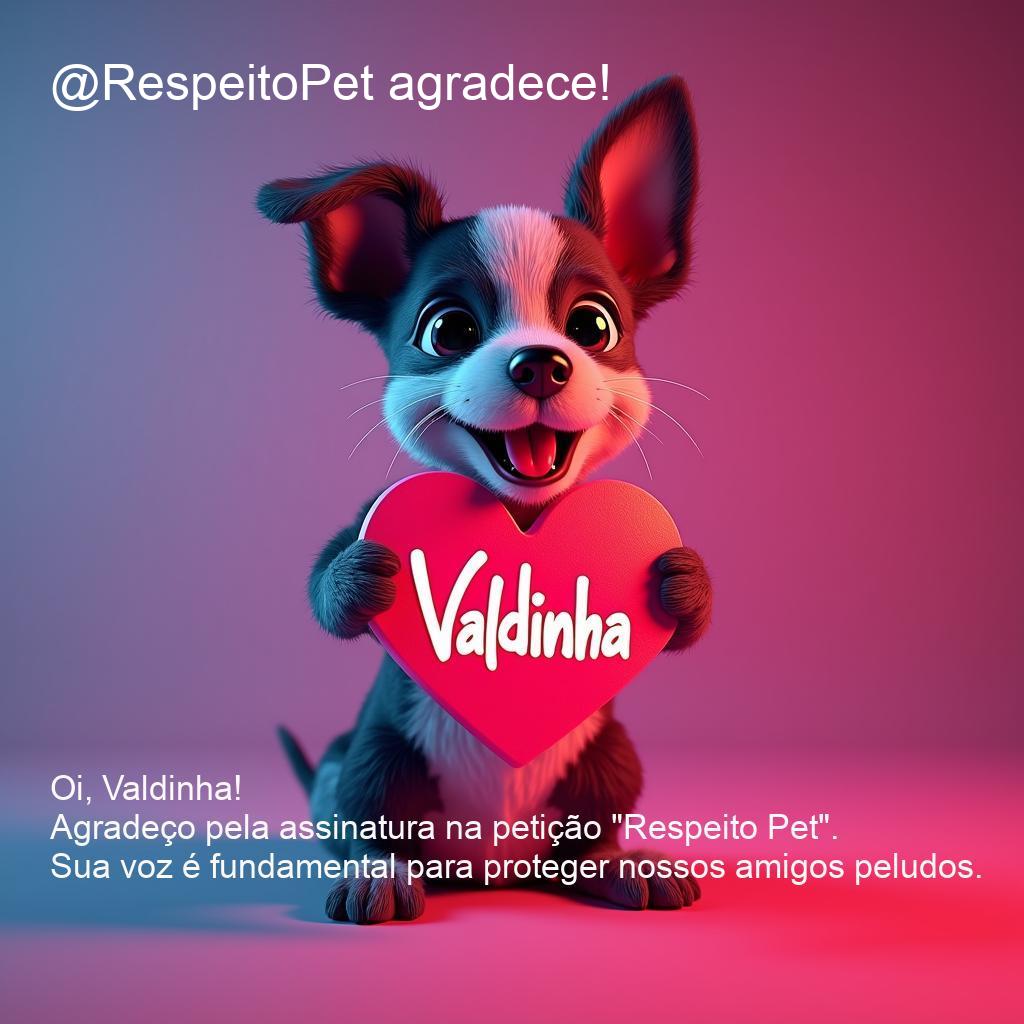 @RespeitoPet agradece!
Valdinha
Oi, Valdinha!
Agradeço pela assinatura na petição "Respeito Pet".
Sua voz é fundamental para proteger nossos amigos peludos.